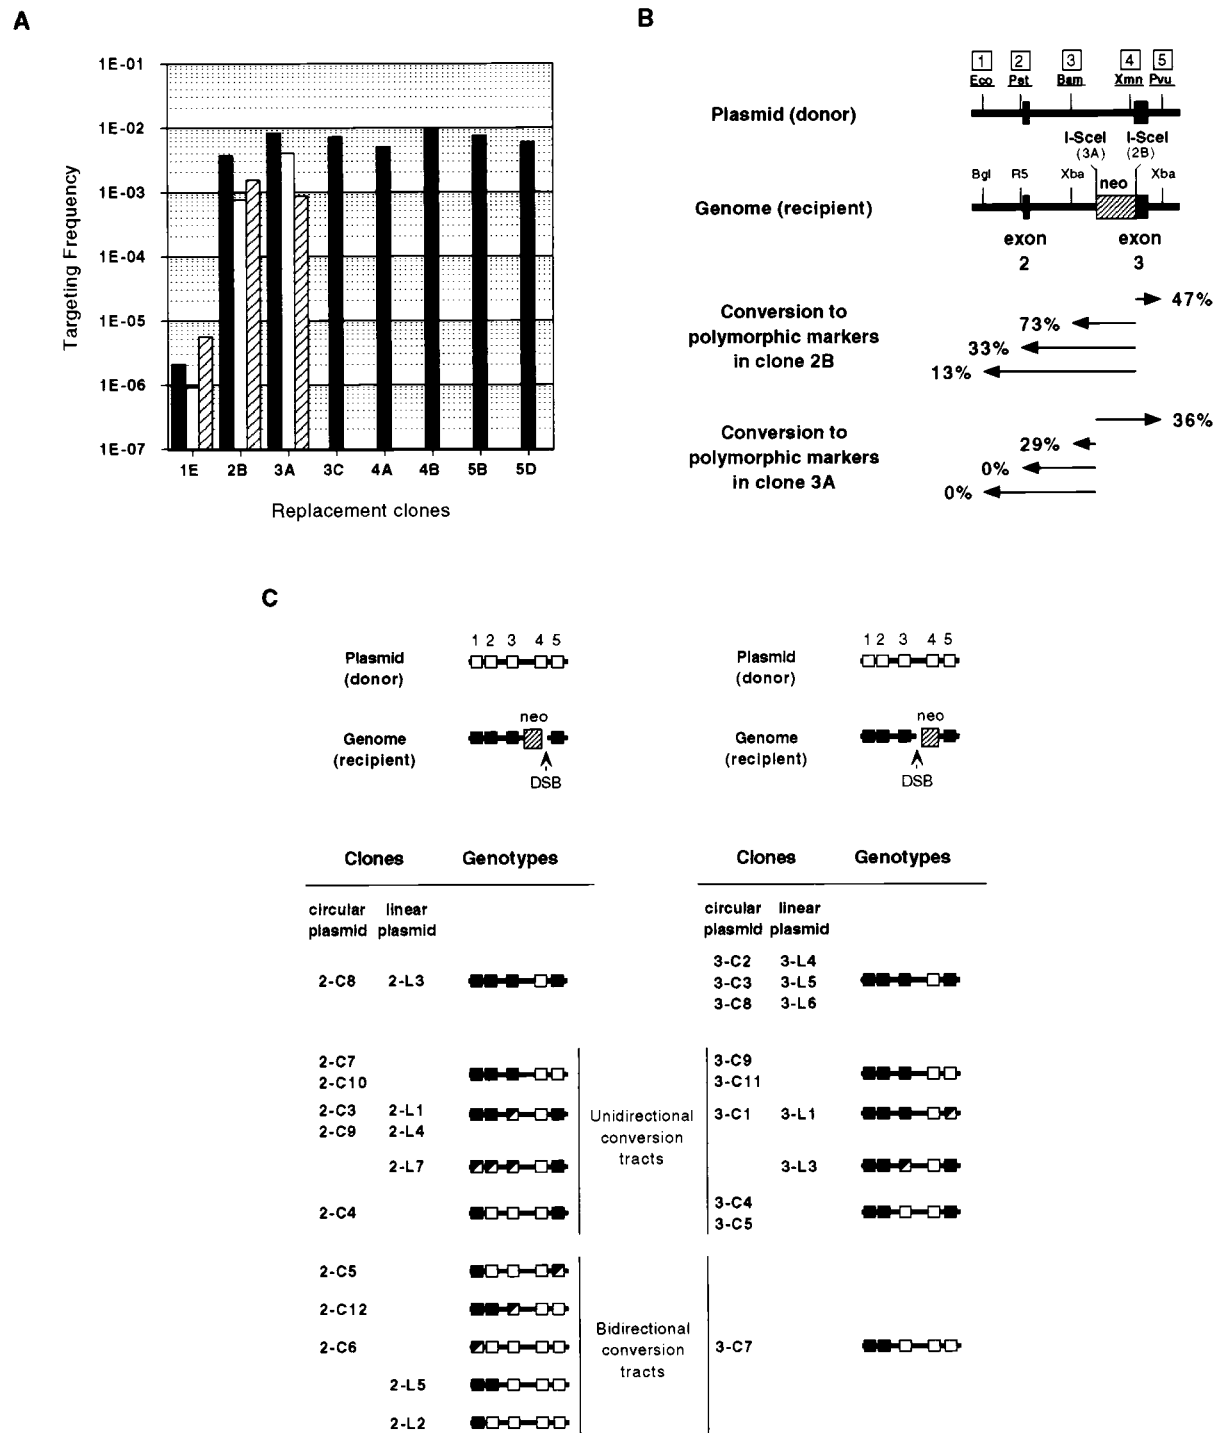 A
1E-01
1E-02
1E-03
1E-04
1E-05
1E-06
1E-07
Targeting Frequency
1E 2B 3A 3C 4A 4B 5B 5D
Replacement clones
B
1 2 3 4 5
Eco Pst Bam Xmn Pvu
Plasmid (donor)
I-SceI I-SceI
(3A) (2B)
Bgl R5 Xba neo Xba
Genome (recipient)
exon exon
2 3
Conversion to
polymorphic markers
in clone 2B
47%
73%
33%
13%
Conversion to
polymorphic markers
in clone 3A
36%
29%
0%
0%
C
1 2 3 4 5
Plasmid
(donor)
neo
Genome
(recipient)
DSB
Clones Genotypes
circular linear
plasmid plasmid
2-C8 2-L3
2-C7
2-C10
2-C3 2-L1
2-C9 2-L4
2-L7
2-C4
2-C5
2-C12
2-C6
2-L5
2-L2
Unidirectional
conversion
tracts
Bidirectional
conversion
tracts
1 2 3 4 5
Plasmid
(donor)
neo
Genome
(recipient)
DSB
Clones Genotypes
circular linear
plasmid plasmid
3-C2 3-L4
3-C3 3-L5
3-C8 3-L6
3-C9
3-C11
3-C1 3-L1
3-L3
3-C4
3-C5
3-C7